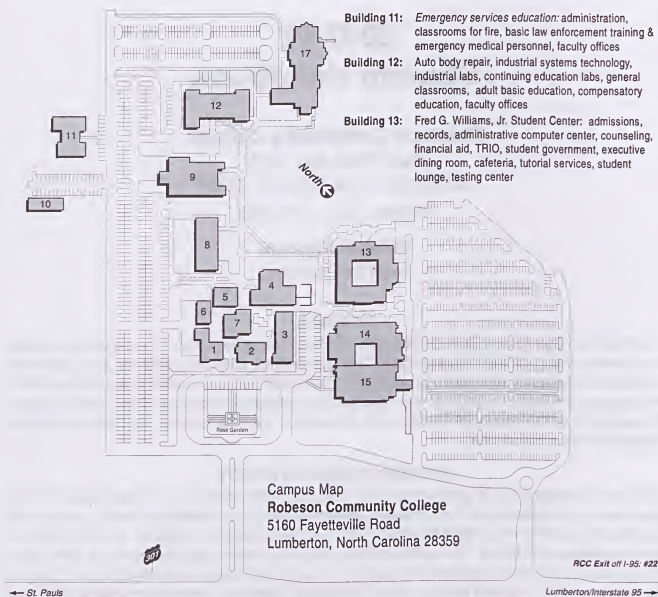 Building 11: Emergency services education: administration,
classrooms for fire, basic law enforcement training &
emergency medical personnel, faculty offices
Building 12: Auto body repair, industrial systems technology,
industrial labs, continuing education labs, general
classrooms, adult basic education, compensatory
education, faculty offices
Building 13: Fred G. Williams, Jr. Student Center: admissions,
records, administrative computer center, counseling,
financial aid, TRIO, student government, executive
dining room, cafeteria, tutorial services, student
lounge, testing center
17
12
11
9
North
10
8
13
4
5
6
7
3
14
1
2
15
Rose Garden
Campus Map
Robeson Community College
5160 Fayetteville Road
Lumberton, North Carolina 28359
301
RCC Exit off I-95: #22
← St. Pauls
Lumberton/Interstate 95 →